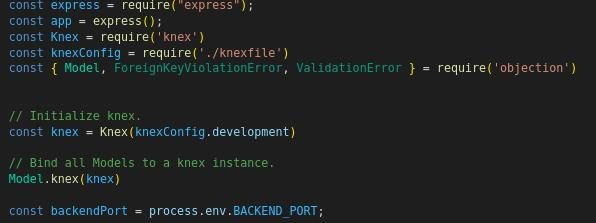 const express = require("express");
const app = express();
const Knex = require('knex')
const knexConfig = require('./knexfile')
const { Model, ForeignKeyViolationError, ValidationError } = require('objection')
// Initialize knex.
const knex = Knex(knexConfig.development)
// Bind all Models to a knex instance.
Model.knex(knex)
const backendPort = process.env.BACKEND_PORT;